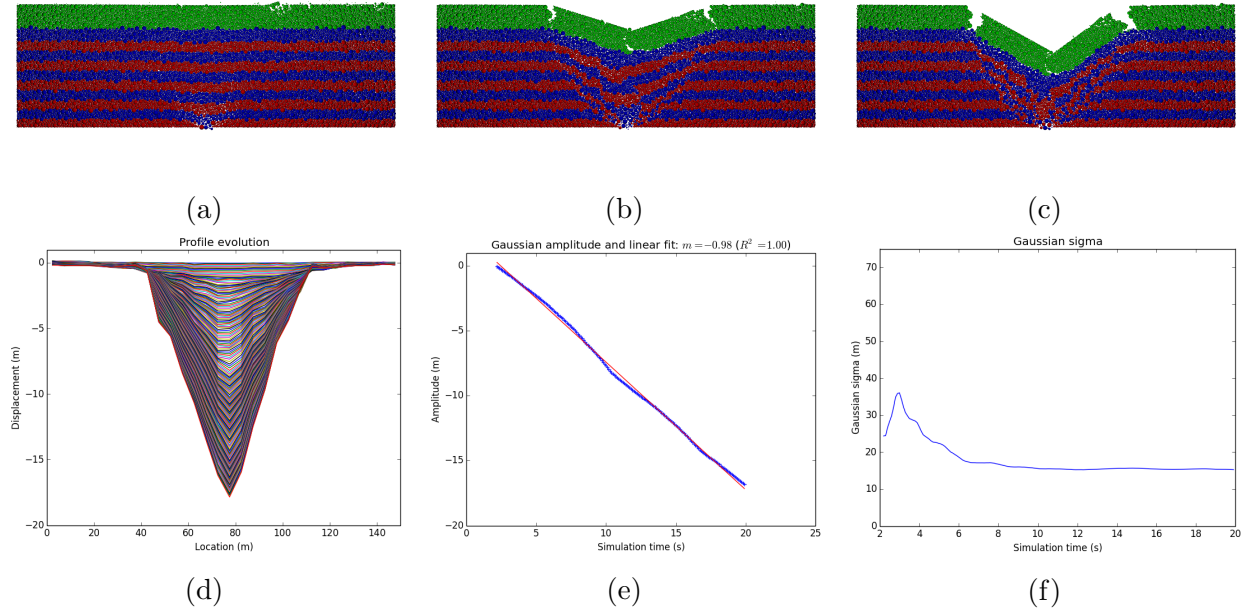 (a)
(b)
(c)
Profile evolution
Displacement (m)
0
−5
−10
−15
−20
0 20 40 60 80 100 120 140
Location (m)
(d)
Gaussian amplitude and linear fit: m = −0.98 (R² = 1.00)
Amplitude (m)
0
−5
−10
−15
−20
0 5 10 15 20 25
Simulation time (s)
(e)
Gaussian sigma
Gaussian sigma (m)
70
60
50
40
30
20
10
0
2 4 6 8 10 12 14 16 18 20
Simulation time (s)
(f)